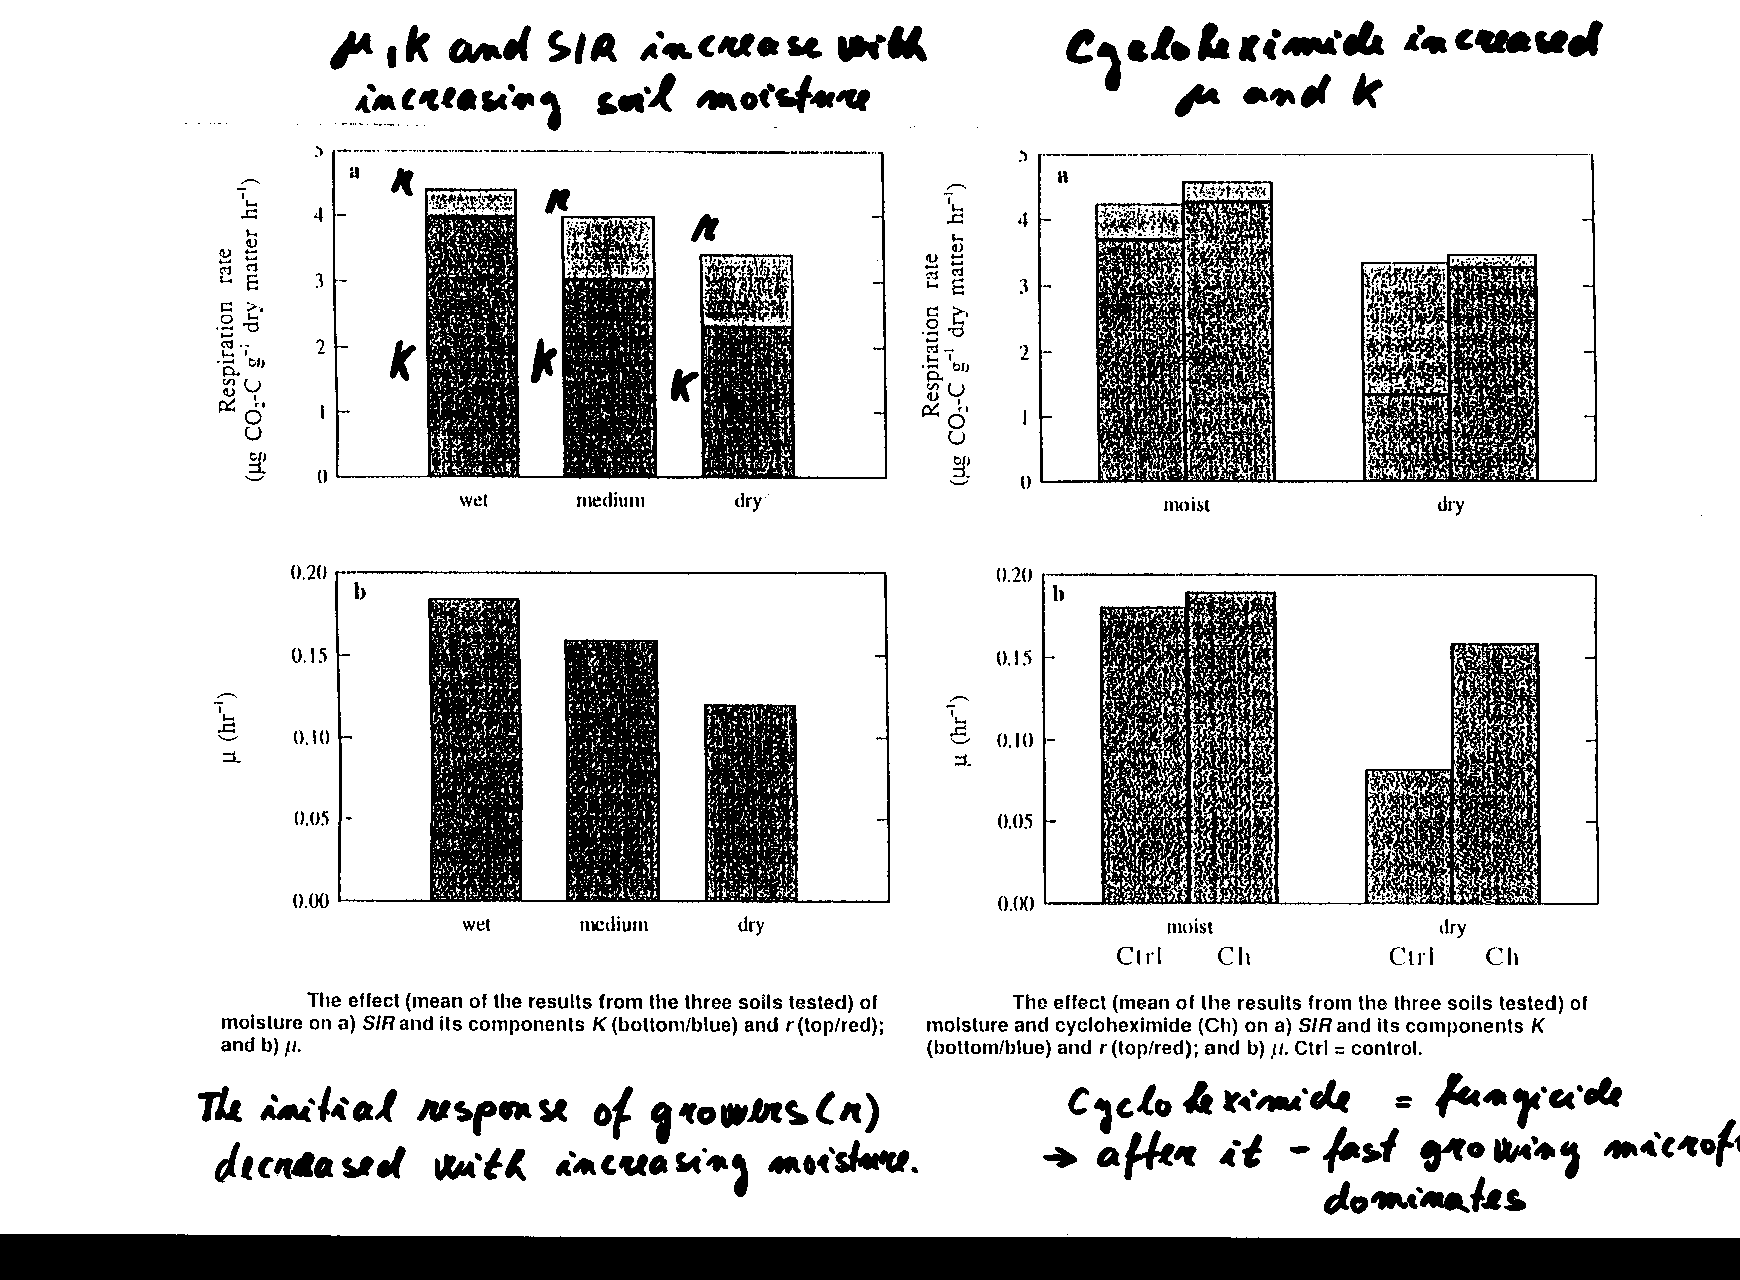 μ, K and SIR increase with
increasing soil moisture
5
a
r
r
r
4
3
2
1
0
K
K
K
Respiration rate
(µg CO₂-C g⁻¹ dry matter hr⁻¹)
wet medium dry
0.20
b
0.15
0.10
0.05
0.00
µ (hr⁻¹)
wet medium dry
The effect (mean of the results from the three soils tested) of
moisture on a) SIR and its components K (bottom/blue) and r (top/red);
and b) μ.
The initial response of growers (r)
decreased with increasing moisture.
Cycloheximide increased
μ and K
5
a
4
3
2
1
0
Respiration rate
(µg CO₂-C g⁻¹ dry matter hr⁻¹)
moist dry
0.20
b
0.15
0.10
0.05
0.00
µ (hr⁻¹)
moist dry
Ctrl Ch Ctrl Ch
The effect (mean of the results from the three soils tested) of
moisture and cycloheximide (Ch) on a) SIR and its components K
(bottom/blue) and r (top/red); and b) μ. Ctrl = control.
Cycloheximide = fungicide
→ after it - fast growing
dominates